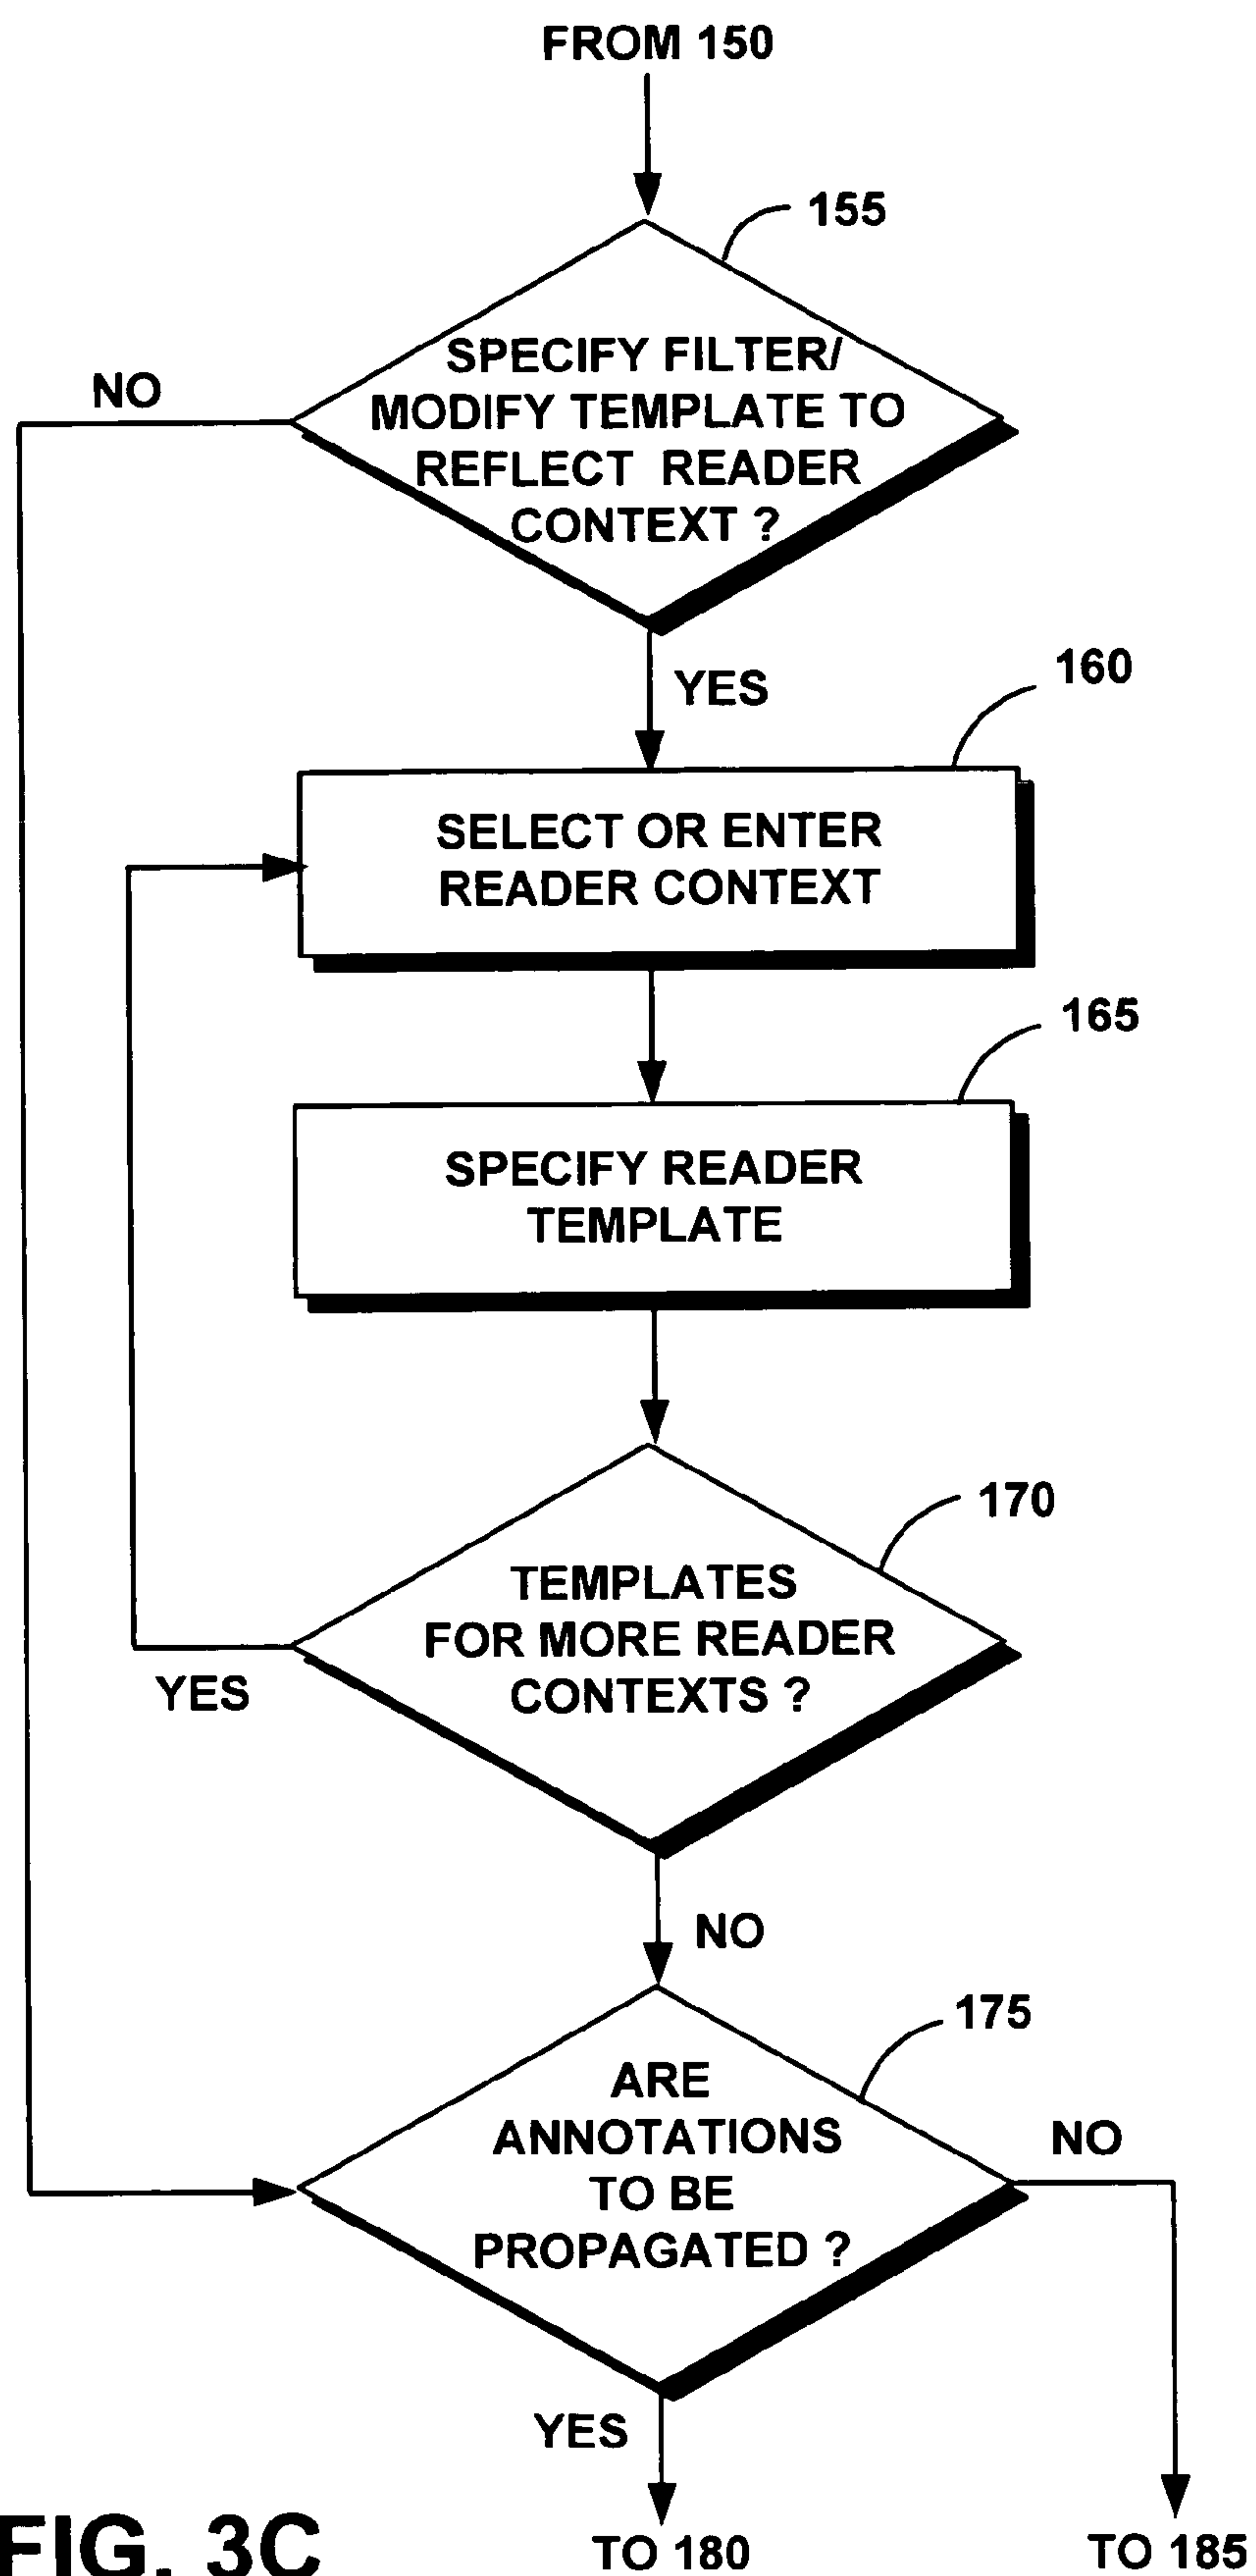 FROM 150
155
SPECIFY FILTER/
MODIFY TEMPLATE TO
REFLECT READER
CONTEXT ?
NO
YES
160
SELECT OR ENTER
READER CONTEXT
165
SPECIFY READER
TEMPLATE
170
TEMPLATES
FOR MORE READER
CONTEXTS ?
YES
NO
175
ARE
ANNOTATIONS
TO BE
PROPAGATED ?
NO
YES
TO 180
TO 185
FIG. 3C